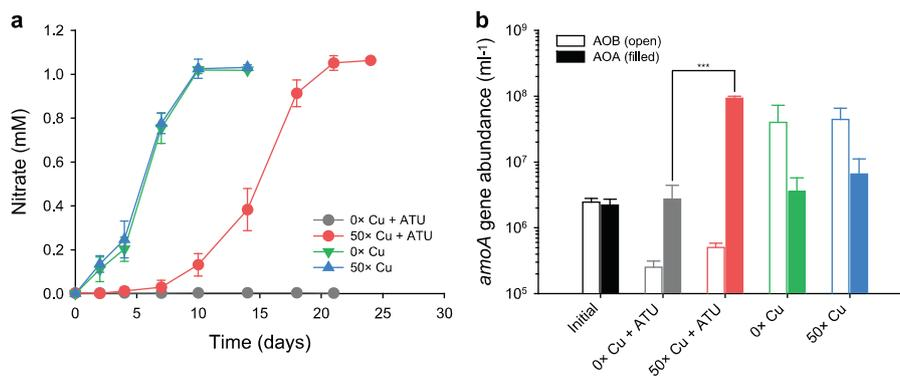 a
1.2
1.0
0.8
0.6
0.4
0.2
0.0
Nitrate (mM)
0 5 10 15 20 25 30
Time (days)
0× Cu + ATU
50× Cu + ATU
0× Cu
50× Cu
b
10⁹
10⁸
10⁷
10⁶
10⁵
amoA gene abundance (ml-¹)
AOB (open)
AOA (filled)
***
Initial
0× Cu + ATU
50× Cu + ATU
0× Cu
50× Cu